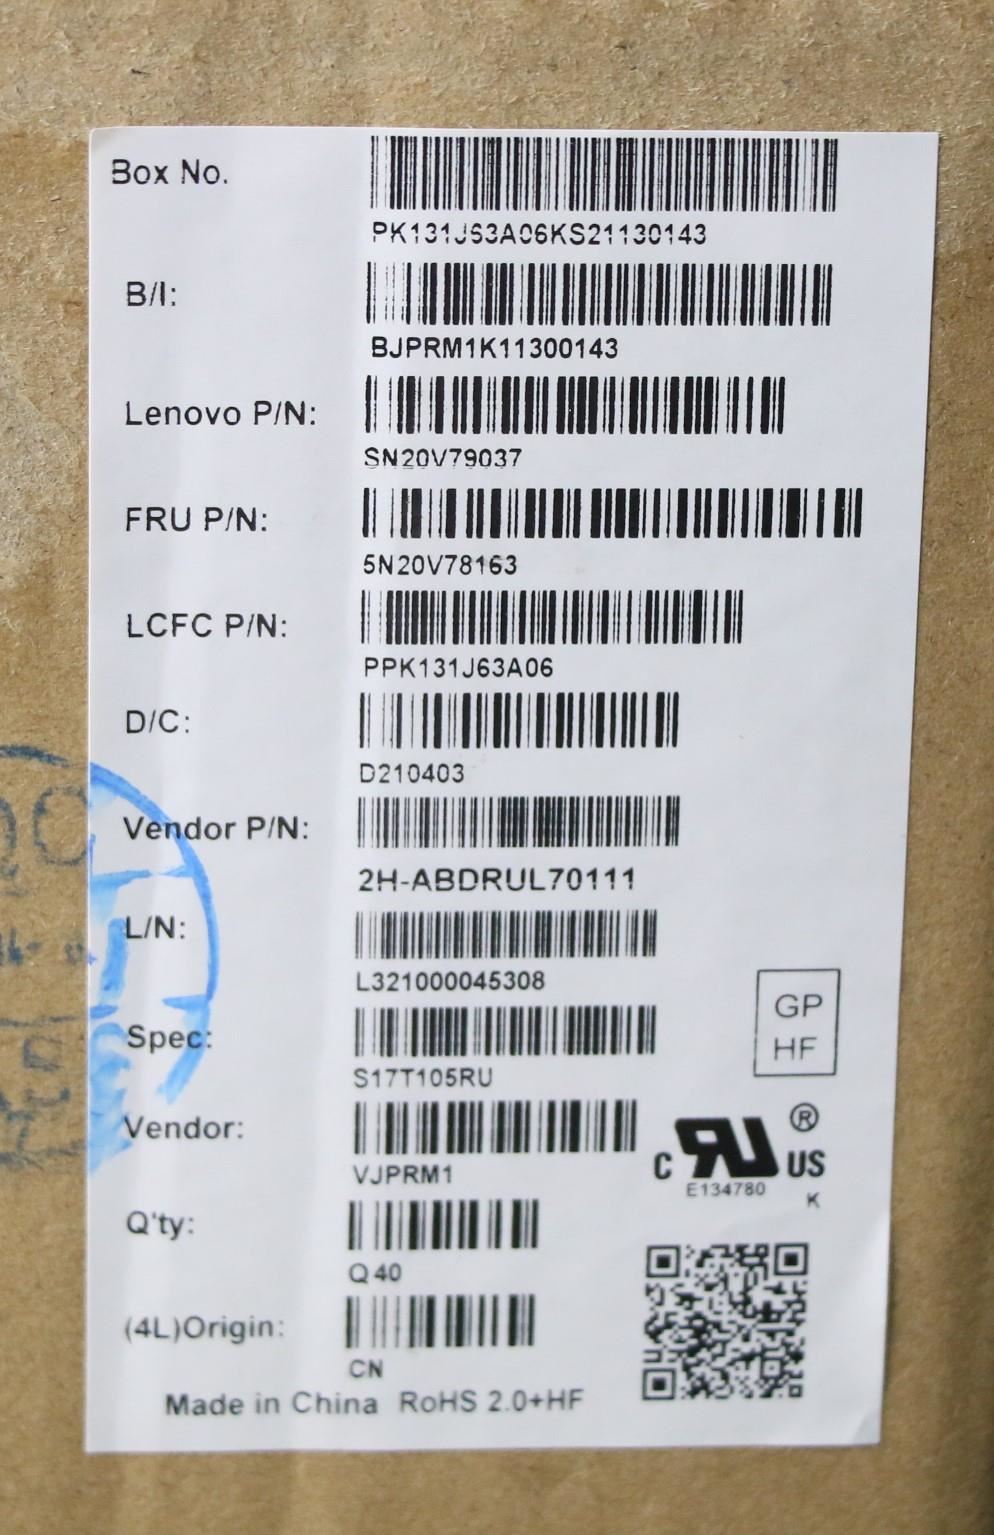 Box No.
PK131J63A06KS21130143
B/I:
BJPRM1K11300143
Lenovo P/N:
SN20V79037
FRU P/N:
5N20V78163
LCFC P/N:
PPK131J63A06
D/C:
D210403
Vendor P/N:
2H-ABDRUL70111
L/N:
L321000045308
Spec:
S17T105RU
GP
HF
Vendor:
VJPRM1
C RU US ®
E134780
K
Q'ty:
Q40
(4L)Origin:
CN
Made in China RoHS 2.0+HF